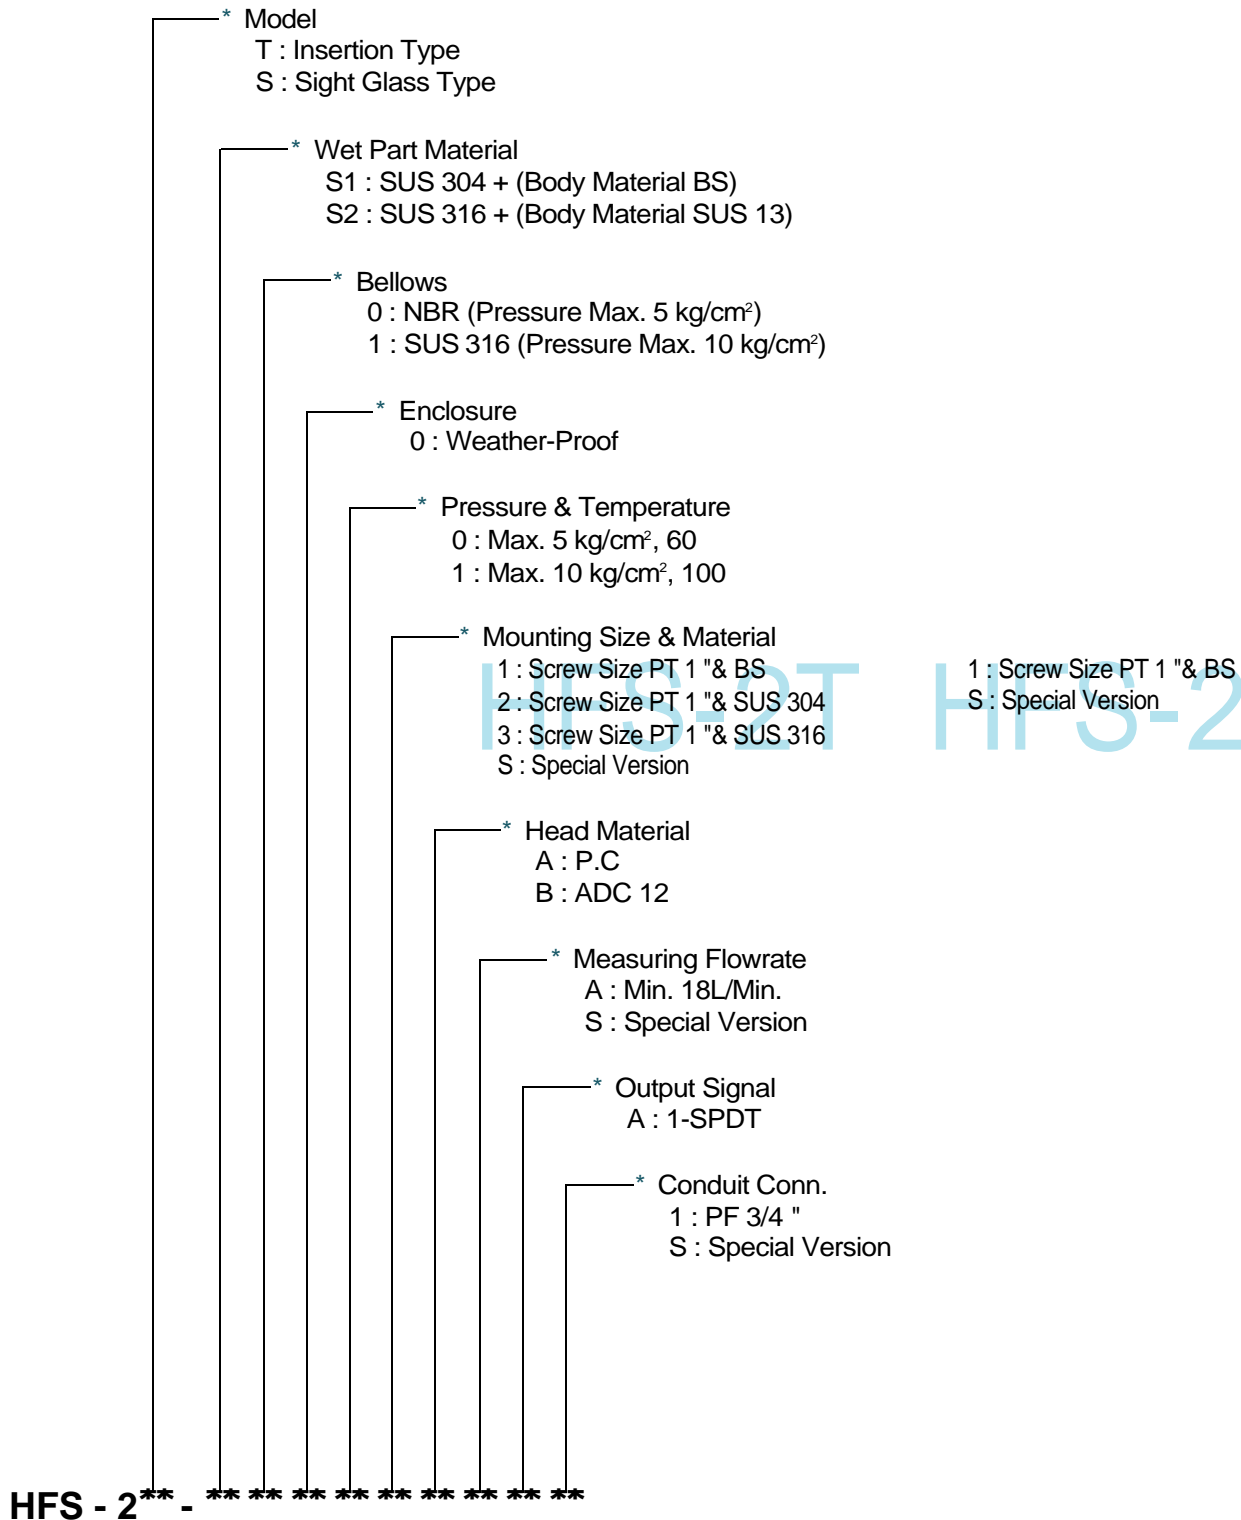 * Model
T : Insertion Type
S : Sight Glass Type
* Wet Part Material
S1 : SUS 304 + (Body Material BS)
S2 : SUS 316 + (Body Material SUS 13)
* Bellows
0 : NBR (Pressure Max. 5 kg/cm²)
1 : SUS 316 (Pressure Max. 10 kg/cm²)
* Enclosure
0 : Weather-Proof
* Pressure & Temperature
0 : Max. 5 kg/cm², 60
1 : Max. 10 kg/cm², 100
* Mounting Size & Material
HFS-2T HFS-2
1 : Screw Size PT 1 "& BS
2 : Screw Size PT 1 "& SUS 304
3 : Screw Size PT 1 "& SUS 316
S : Special Version
1 : Screw Size PT 1 "& BS
S : Special Version
* Head Material
A : P.C
B : ADC 12
* Measuring Flowrate
A : Min. 18L/Min.
S : Special Version
* Output Signal
A : 1-SPDT
* Conduit Conn.
1 : PF 3/4 "
S : Special Version
HFS - 2** - ** ** ** ** ** ** ** ** **